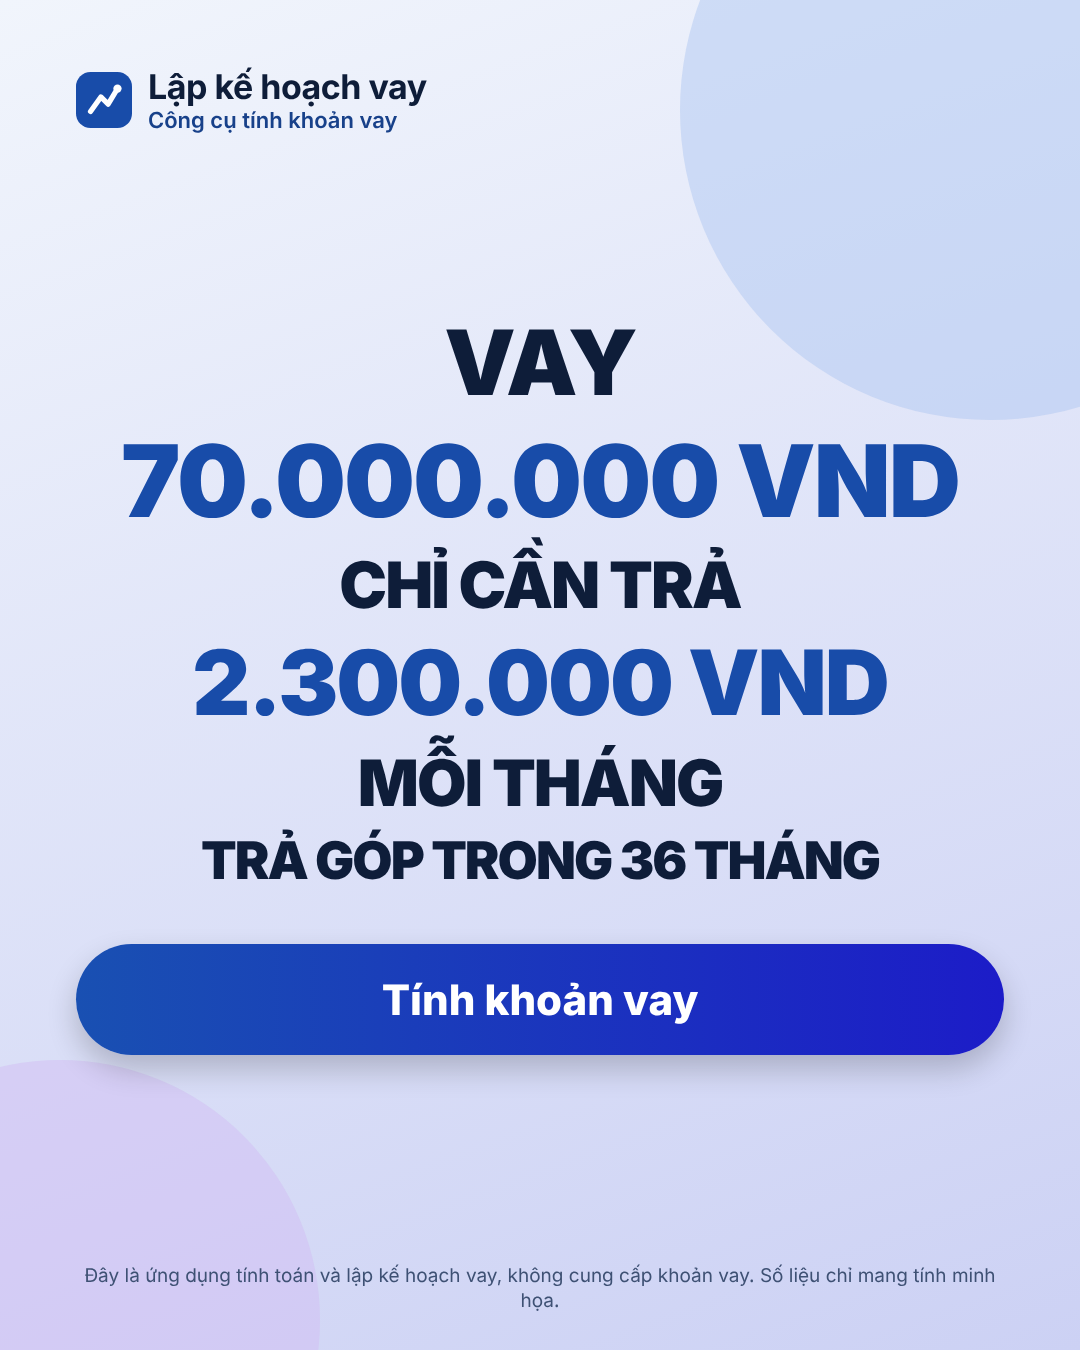 Lập kế hoạch vay
Công cụ tính khoản vay
VAY
70.000.000 VND
CHỈ CẦN TRẢ
2.300.000 VND
MỖI THÁNG
TRẢ GÓP TRONG 36 THÁNG
Tính khoản vay
Đây là ứng dụng tính toán và lập kế hoạch vay, không cung cấp khoản vay. Số liệu chỉ mang tính minh
họa.